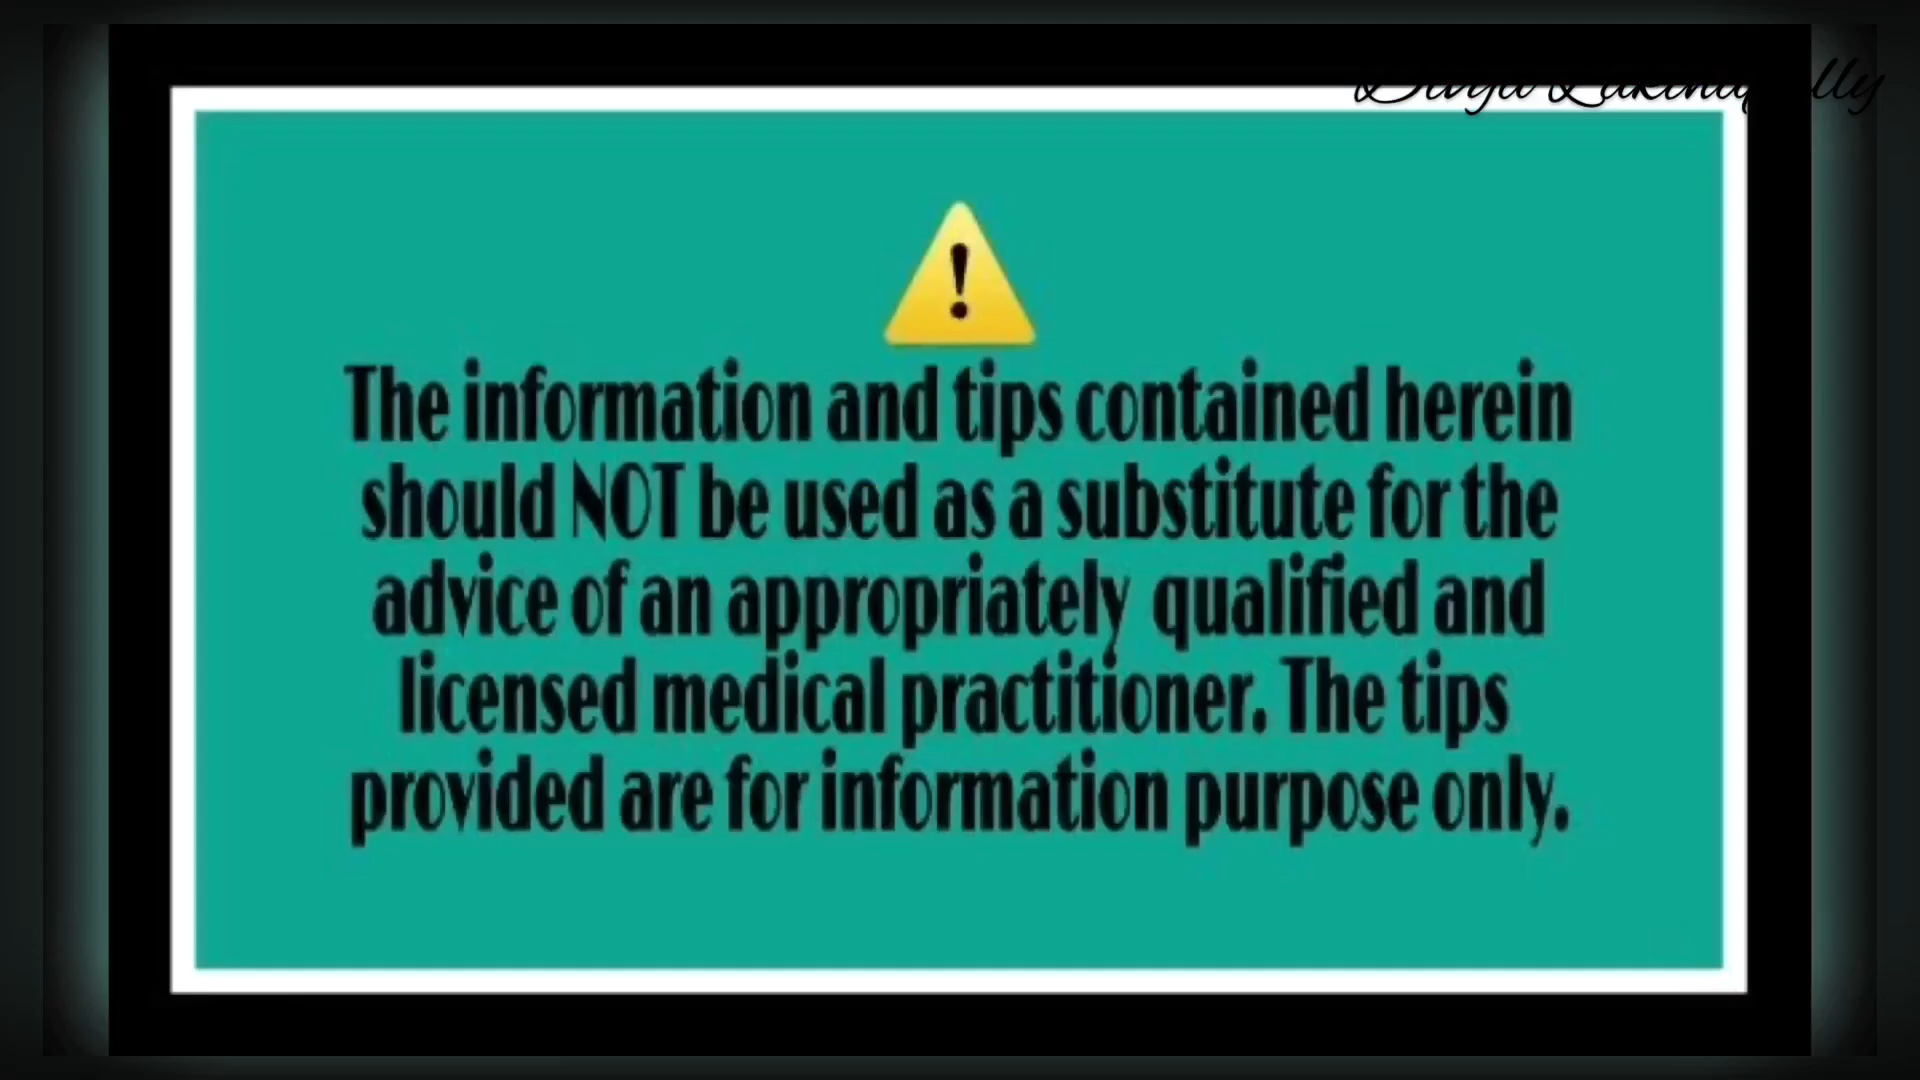 The information and tips contained herein
should NOT be used as a substitute for the
advice of an appropriately qualified and
licensed medical practitioner. The tips
provided are for information purpose only.